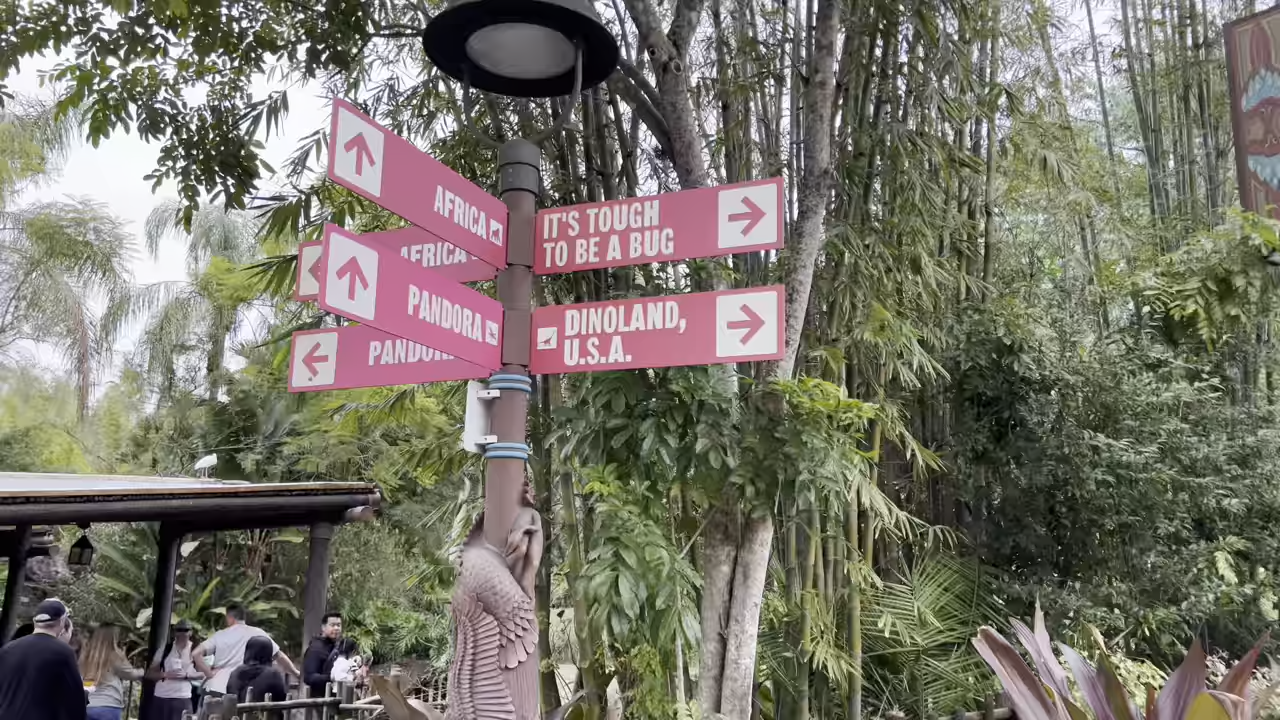 AFRICA
AFRICA
PANDORA
PANDORA
IT'S TOUGH
TO BE A BUG
DINOLAND,
U.S.A.